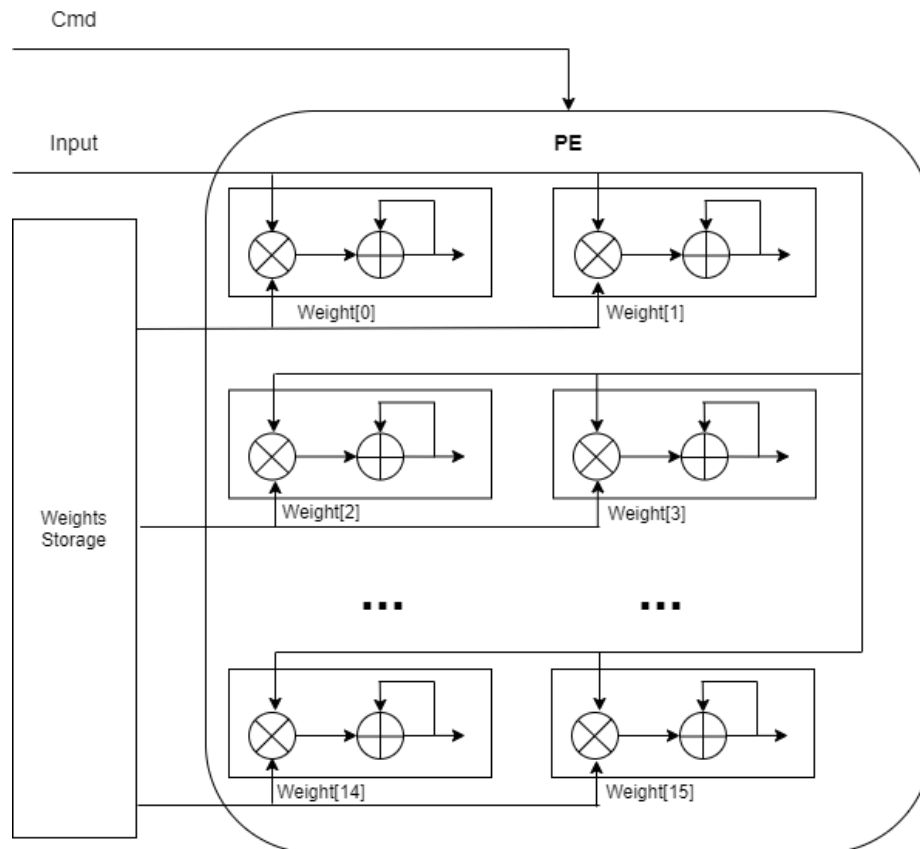 Cmd
Input
PE
Weight[0]
Weight[1]
Weight[2]
Weight[3]
Weights
Storage
...
...
Weight[14]
Weight[15]